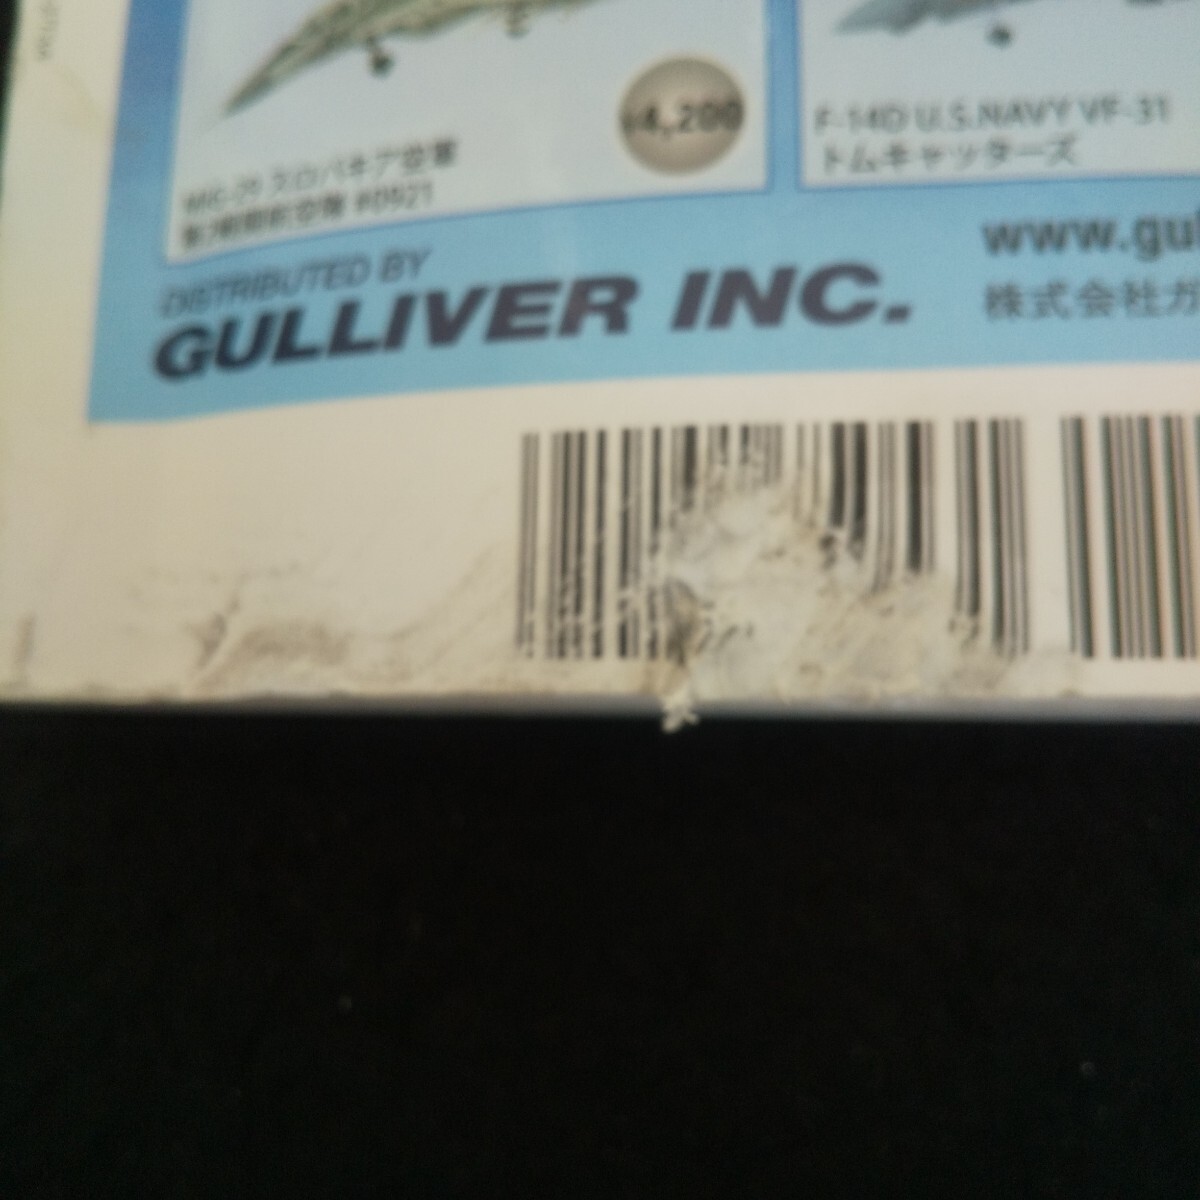 ¥4,200
MiG-29 スロバキア空軍
#0921
F-14D U.S.NAVY VF-31
トムキャッターズ
DISTRIBUTED BY
GULLIVER INC.
www.gul
株式会社ガ